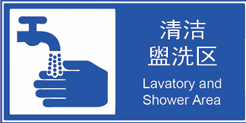 清洁
盥洗区
Lavatory and
Shower Area